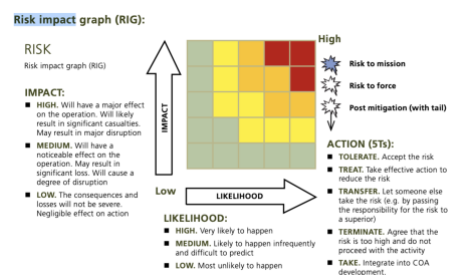 Risk impact graph (RIG):
RISK
Risk impact graph (RIG)
IMPACT:
■ HIGH. Will have a major effect
on the operation. Will likely
result in significant casualties.
May result in major disruption
■ MEDIUM. Will have a
noticeable effect on the
operation. May result in
significant loss. Will cause a
degree of disruption
■ LOW. The consequences and
losses will not be severe.
Negligible effect on action
IMPACT
Low
LIKELIHOOD
LIKELIHOOD:
■ HIGH. Very likely to happen
■ MEDIUM. Likely to happen infrequently
and difficult to predict
■ LOW. Most unlikely to happen
High
Risk to mission
Risk to force
Post mitigation (with tail)
ACTION (5Ts):
■ TOLERATE. Accept the risk
■ TREAT. Take effective action to
reduce the risk
■ TRANSFER. Let someone else
take the risk (e.g. by passing
the responsibility for the risk to
a superior)
■ TERMINATE. Agree that the
risk is too high and do not
proceed with the activity
■ TAKE. Integrate into COA
development.